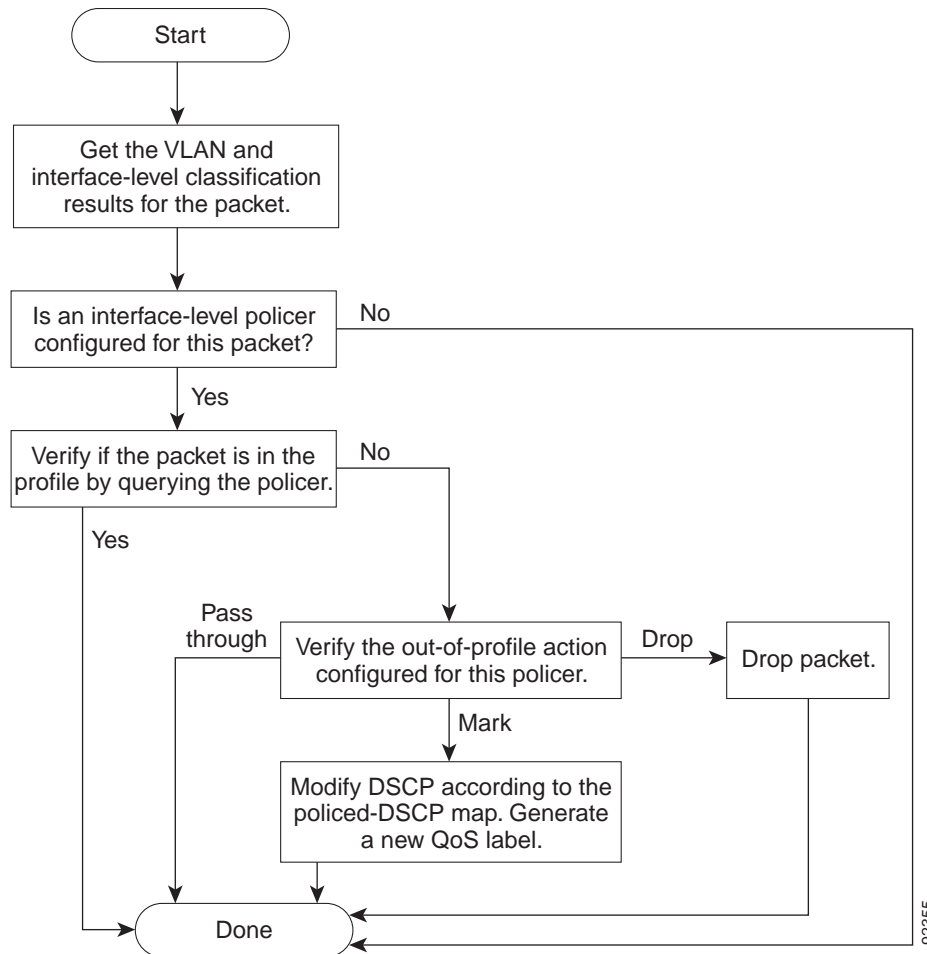 Start
Get the VLAN and
interface-level classification
results for the packet.
Is an interface-level policer
configured for this packet?
No
Yes
Verify if the packet is in the
profile by querying the policer.
No
Yes
Pass
through
Verify the out-of-profile action
configured for this policer.
Drop
Drop packet.
Mark
Modify DSCP according to the
policed-DSCP map. Generate
a new QoS label.
Done
92355